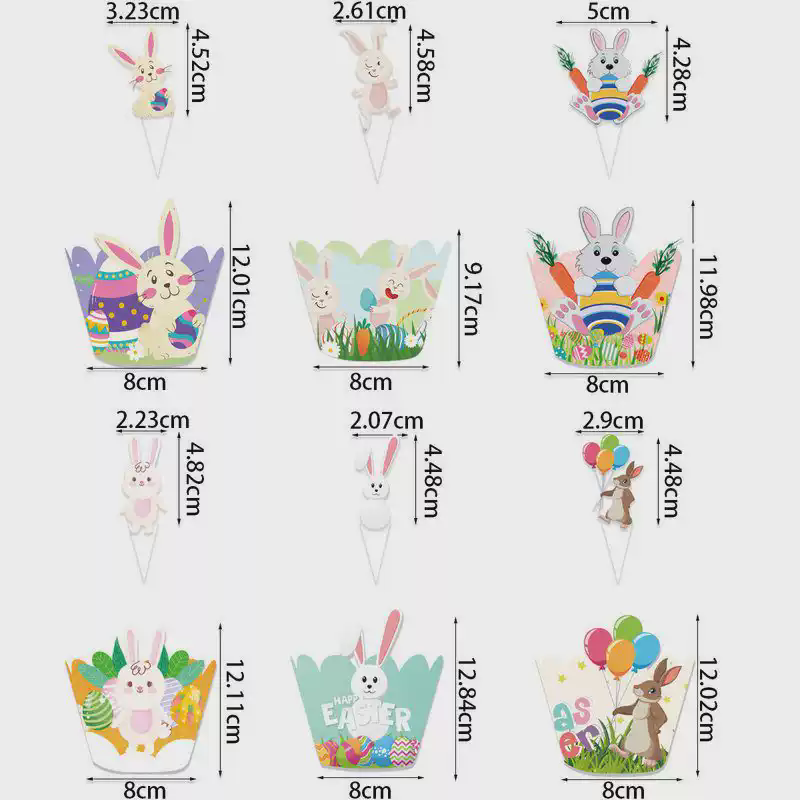 3.23cm
4.52cm
2.61cm
4.58cm
5cm
4.28cm
12.01cm
8cm
9.17cm
8cm
11.98cm
8cm
2.23cm
4.82cm
2.07cm
4.48cm
2.9cm
4.48cm
12.11cm
8cm
HAPPY
EASTER
12.84cm
8cm
as
er
12.02cm
8cm